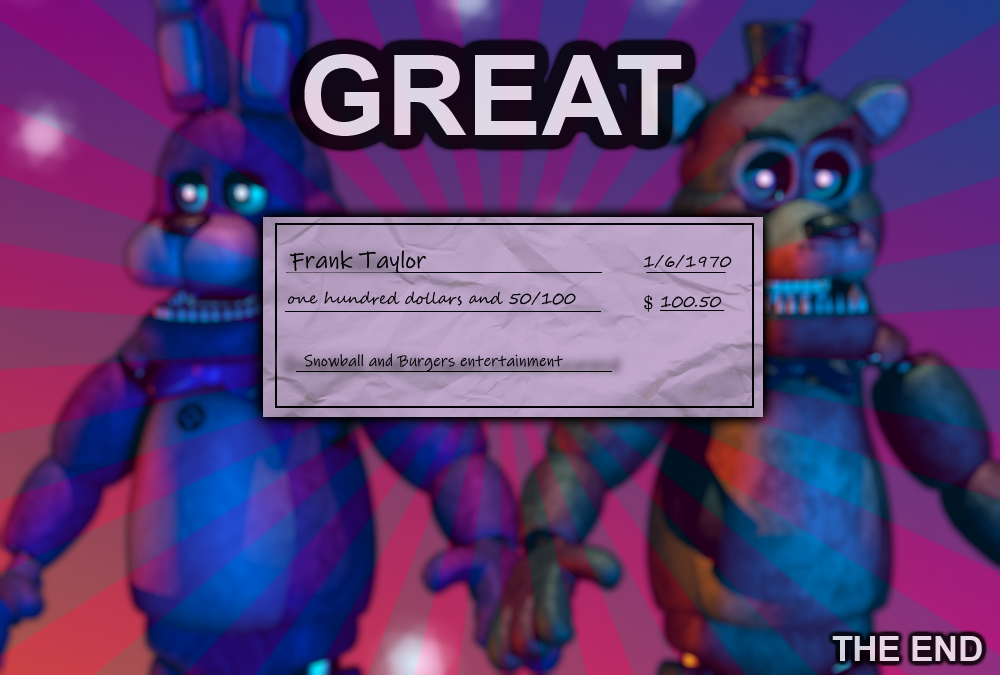 GREAT
Frank Taylor 1/6/1970
one hundred dollars and 50/100 $ 100.50
Snowball and Burgers entertainment
THE END